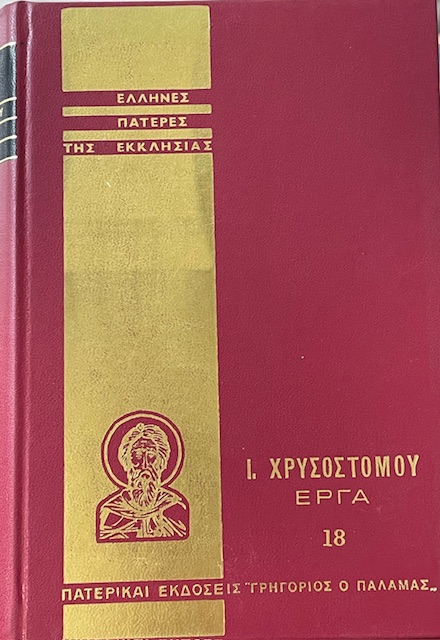 ΕΛΛΗΝΕΣ
ΠΑΤΕΡΕΣ
ΤΗΣ ΕΚΚΛΗΣΙΑΣ
Ι. ΧΡΥΣΟΣΤΟΜΟΥ
ΕΡΓΑ
18
ΠΑΤΕΡΙΚΑΙ ΕΚΔΟΣΕΙΣ "ΓΡΗΓΟΡΙΟΣ Ο ΠΑΛΑΜΑΣ„